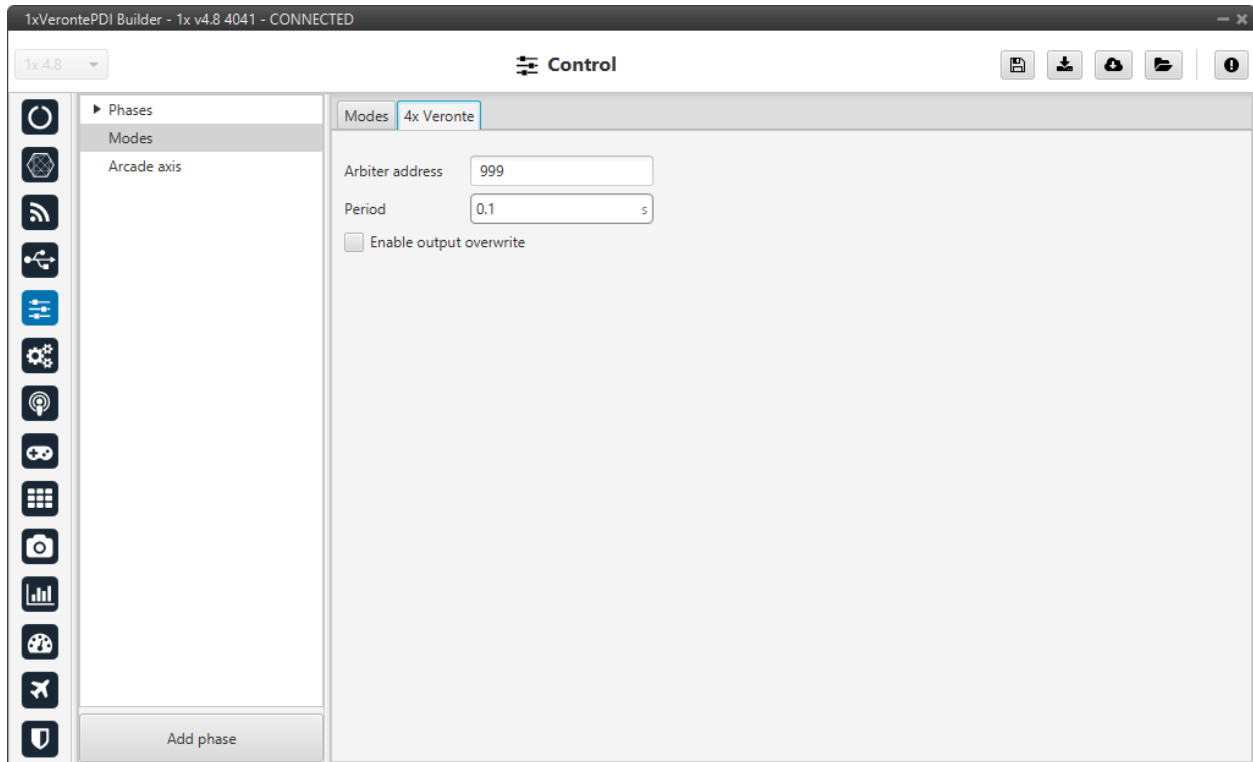 1xVerontePDI Builder - 1x v4.8 4041 - CONNECTED
1x 4.8
Control
Phases
Modes
Arcade axis
Modes
4x Veronte
Arbiter address
999
Period
0.1
s
Enable output overwrite
Add phase